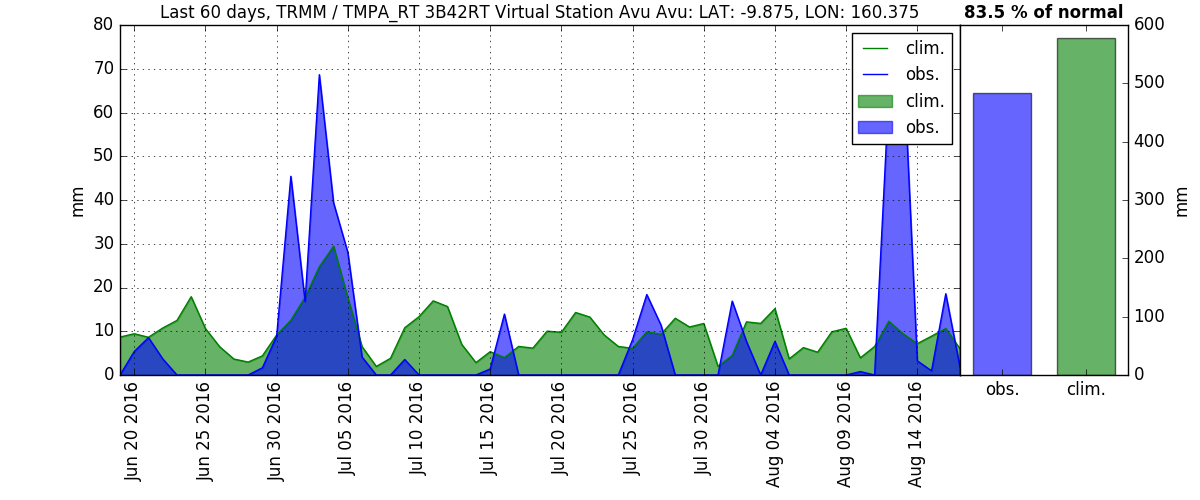 Last 60 days, TRMM / TMPA_RT 3B42RT Virtual Station Avu Avu: LAT: -9.875, LON: 160.375
83.5 % of normal
80
70
60
50
40
30
20
10
0
mm
clim.
obs.
clim.
obs.
Jun 20 2016
Jun 25 2016
Jun 30 2016
Jul 05 2016
Jul 10 2016
Jul 15 2016
Jul 20 2016
Jul 25 2016
Jul 30 2016
Aug 04 2016
Aug 09 2016
Aug 14 2016
600
500
400
300
200
100
0
mm
obs.
clim.